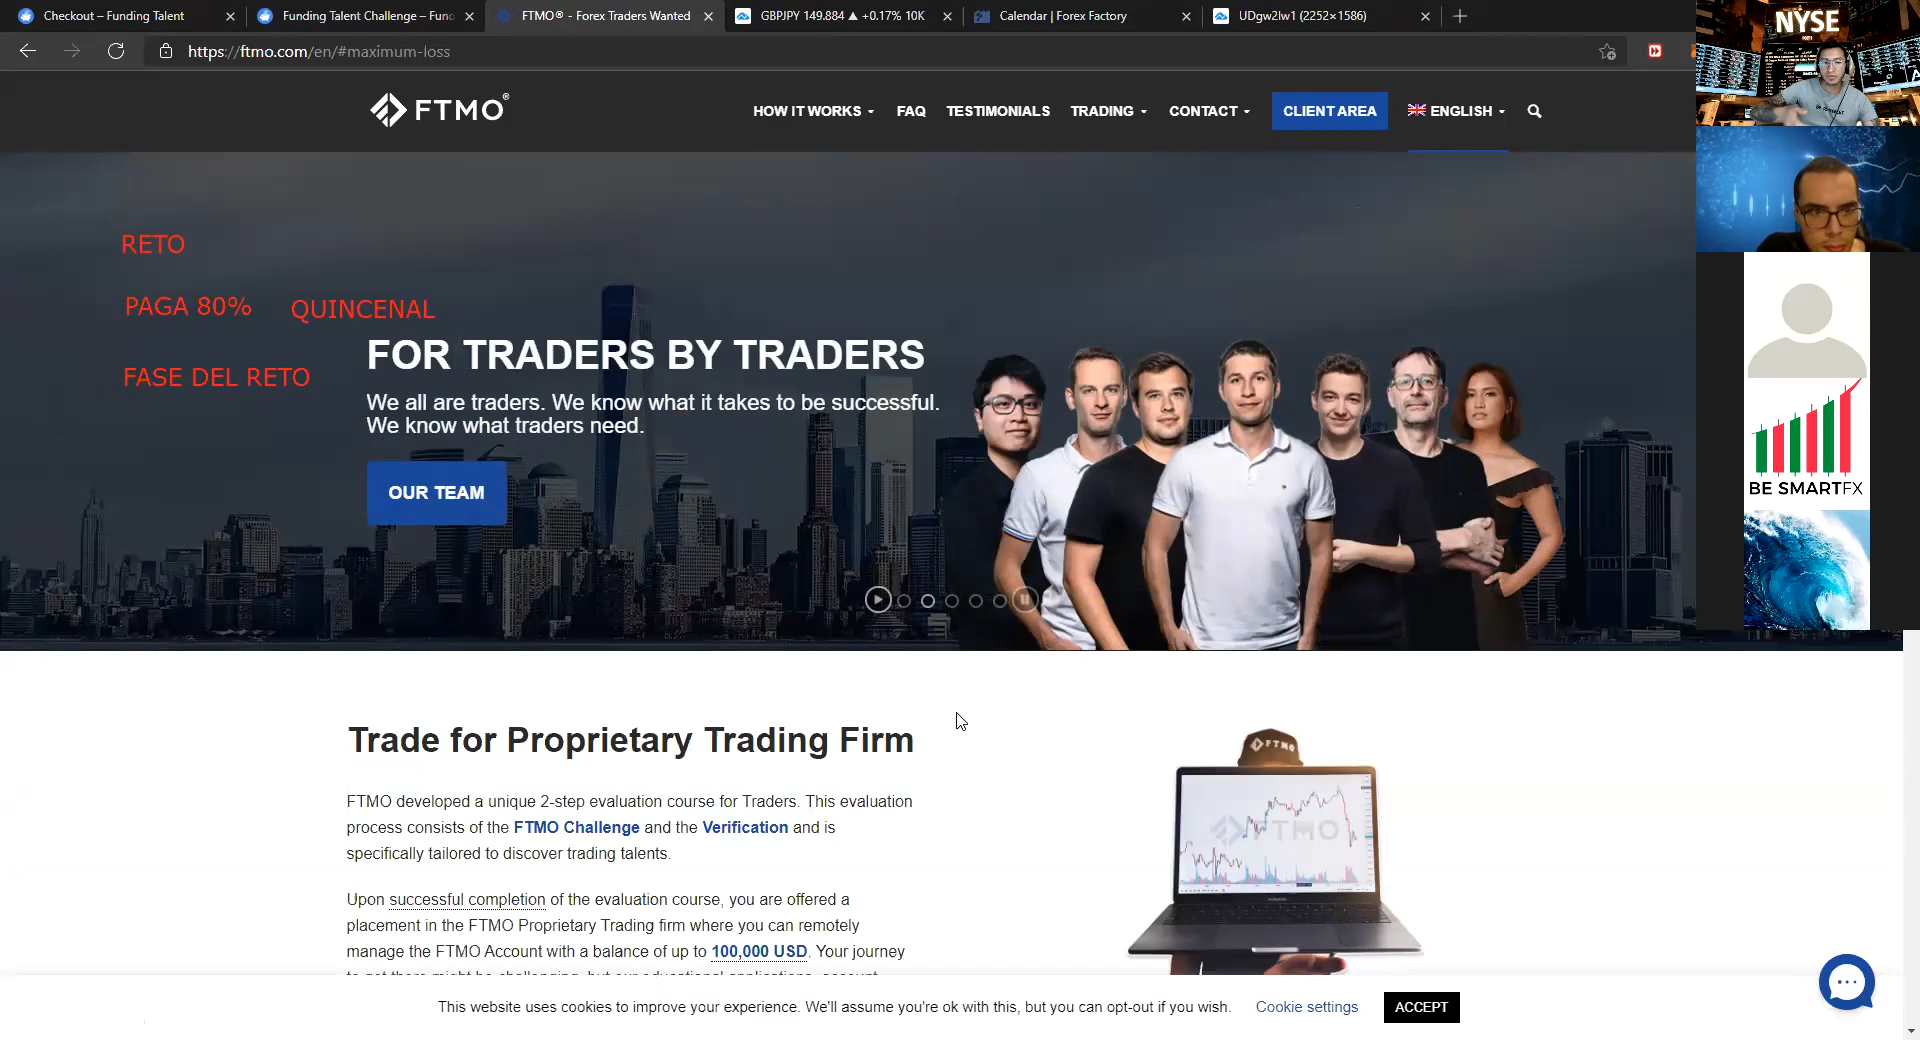 Checkout – Funding Talent
Funding Talent Challenge – Fund
FTMO® - Forex Traders Wanted
GBPJPY 149.884 ▲ +0.17% 10K
Calendar | Forex Factory
UDgw2lw1 (2252×1586)
https://ftmo.com/en/#maximum-loss
NYSE
FTMO®
HOW IT WORKS
FAQ
TESTIMONIALS
TRADING
CONTACT
CLIENT AREA
ENGLISH
RETO
PAGA 80% QUINCENAL
FASE DEL RETO
FOR TRADERS BY TRADERS
We all are traders. We know what it takes to be successful.
We know what traders need.
OUR TEAM
BE SMARTFX
Trade for Proprietary Trading Firm
FTMO developed a unique 2-step evaluation course for Traders. This evaluation
process consists of the FTMO Challenge and the Verification and is
specifically tailored to discover trading talents.
Upon successful completion of the evaluation course, you are offered a
placement in the FTMO Proprietary Trading firm where you can remotely
manage the FTMO Account with a balance of up to 100,000 USD. Your journey
FTMO
FTMO
This website uses cookies to improve your experience. We'll assume you're ok with this, but you can opt-out if you wish.
Cookie settings
ACCEPT